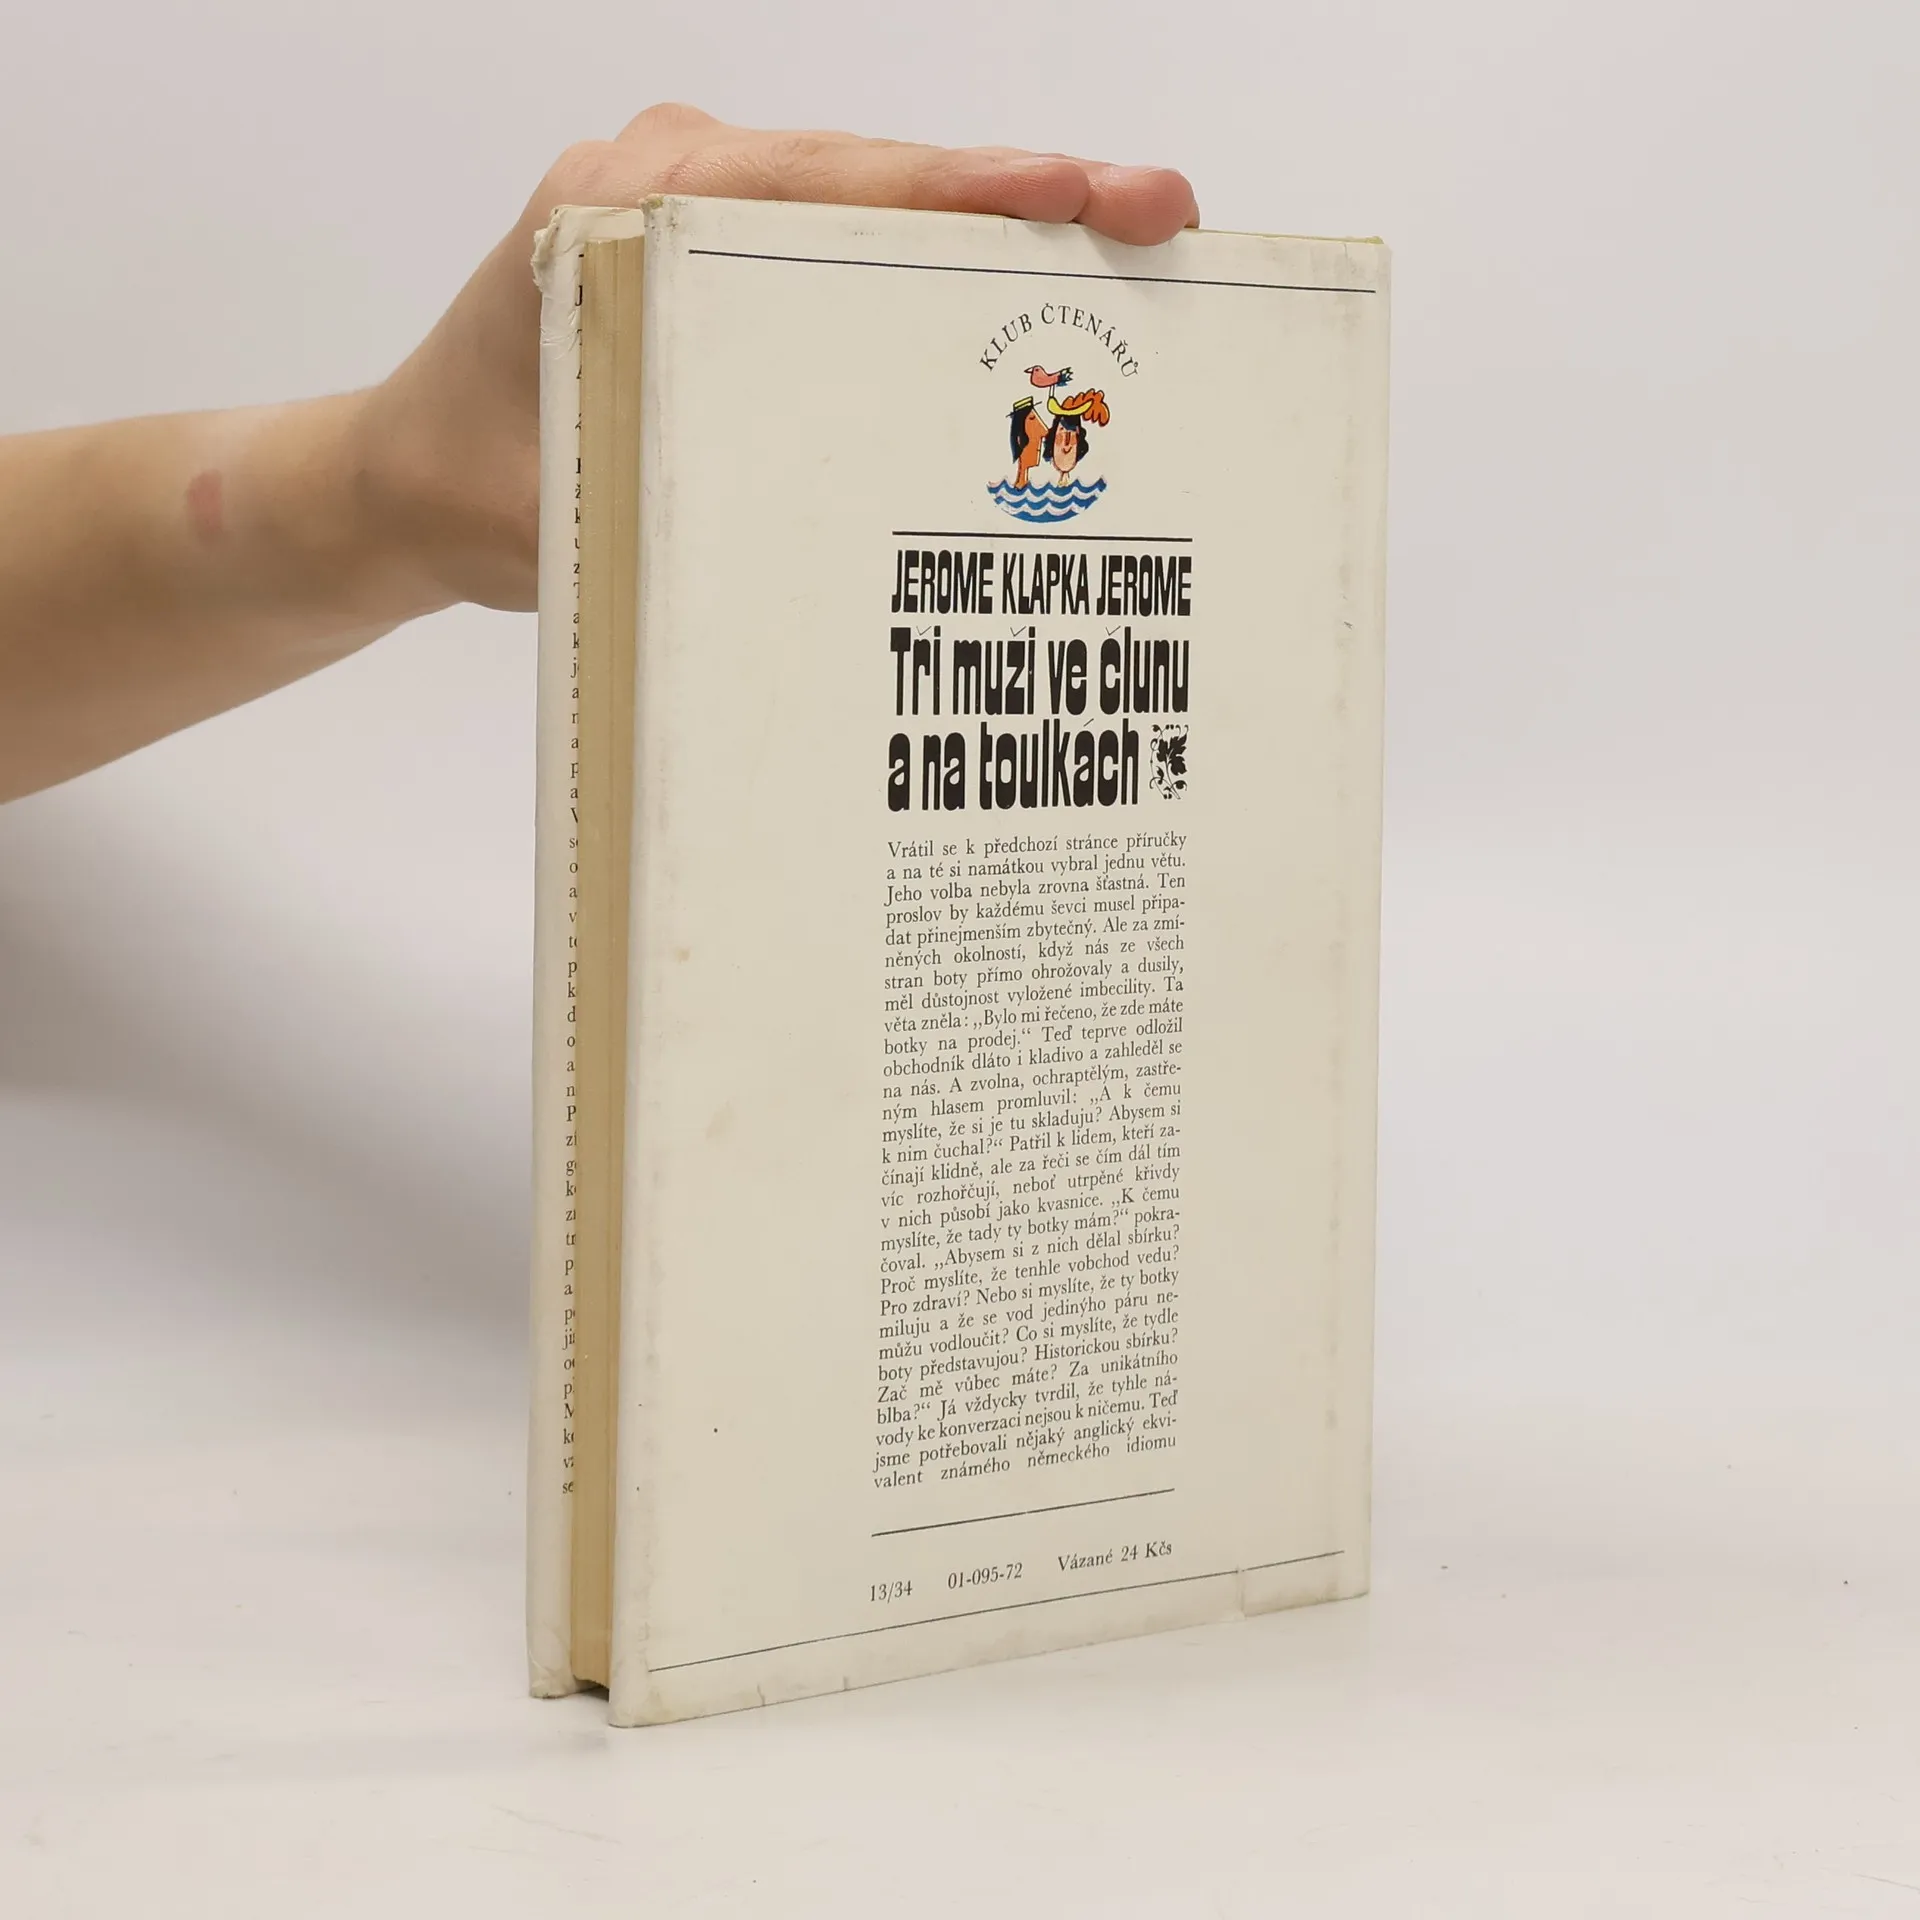 KLUB ČTENÁŘŮ
JEROME KLAPKA JEROME
Tři muži ve člunu
a na toulkách
Vrátil se k předchozí stránce příručky
a na té si namátkou vybral jednu větu.
Jeho volba nebyla zrovna šťastná. Ten
proslov by každému ševci musel připa-
dat přinejmenším zbytečný. Ale za zmí-
něných okolností, když nás ze všech
stran boty přímo ohrožovaly a dusily,
měl důstojnost vyložené imbecility. Ta
věta zněla: „Bylo mi řečeno, že zde máte
botky na prodej.“ Teď teprve odložil
obchodník dláto i kladivo a zahleděl se
na nás. A zvolna, ochraptělým, zastře-
ným hlasem promluvil: „A k čemu
myslíte, že si je tu skladuju? Abysem si
k nim čuchal?“ Patřil k lidem, kteří za-
čínají klidně, ale za řeči se čím dál tím
víc rozhořčují, neboť utrpěné křivdy
v nich působí jako kvasnice. „K čemu
myslíte, že tady ty botky mám?“ pokra-
čoval. „Abysem si z nich dělal sbírku?
Proč myslíte, že tenhle vobchod vedu?
Pro zdraví? Nebo si myslíte, že ty botky
miluju a že se vod jedinýho páru ne-
můžu vodloučit? Co si myslíte, že tydle
boty představujou? Historickou sbírku?
Zač mě vůbec máte? Za unikátního
blba?“ Já vždycky tvrdil, že tyhle ná-
vody ke konverzaci nejsou k ničemu. Teď
jsme potřebovali nějaký anglický ekvi-
valent známého německého idiomu
13/34 01-095-72 Vázané 24 Kčs